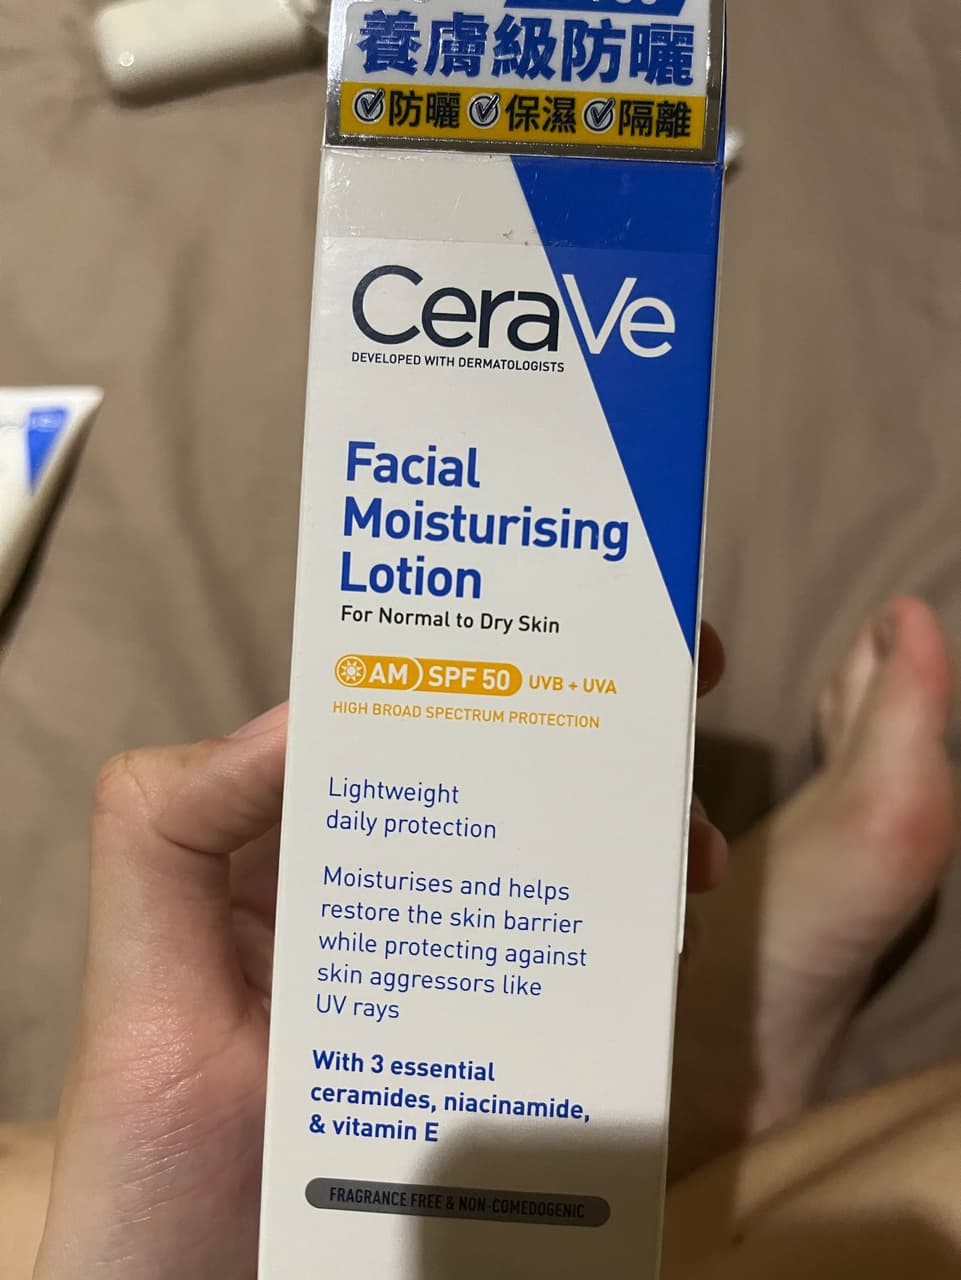 養膚級防曬
防曬 保濕 隔離
CeraVe
DEVELOPED WITH DERMATOLOGISTS
Facial
Moisturising
Lotion
For Normal to Dry Skin
AM SPF 50 UVB + UVA
HIGH BROAD SPECTRUM PROTECTION
Lightweight
daily protection
Moisturises and helps
restore the skin barrier
while protecting against
skin aggressors like
UV rays
With 3 essential
ceramides, niacinamide,
& vitamin E
FRAGRANCE FREE & NON-COMEDOGENIC